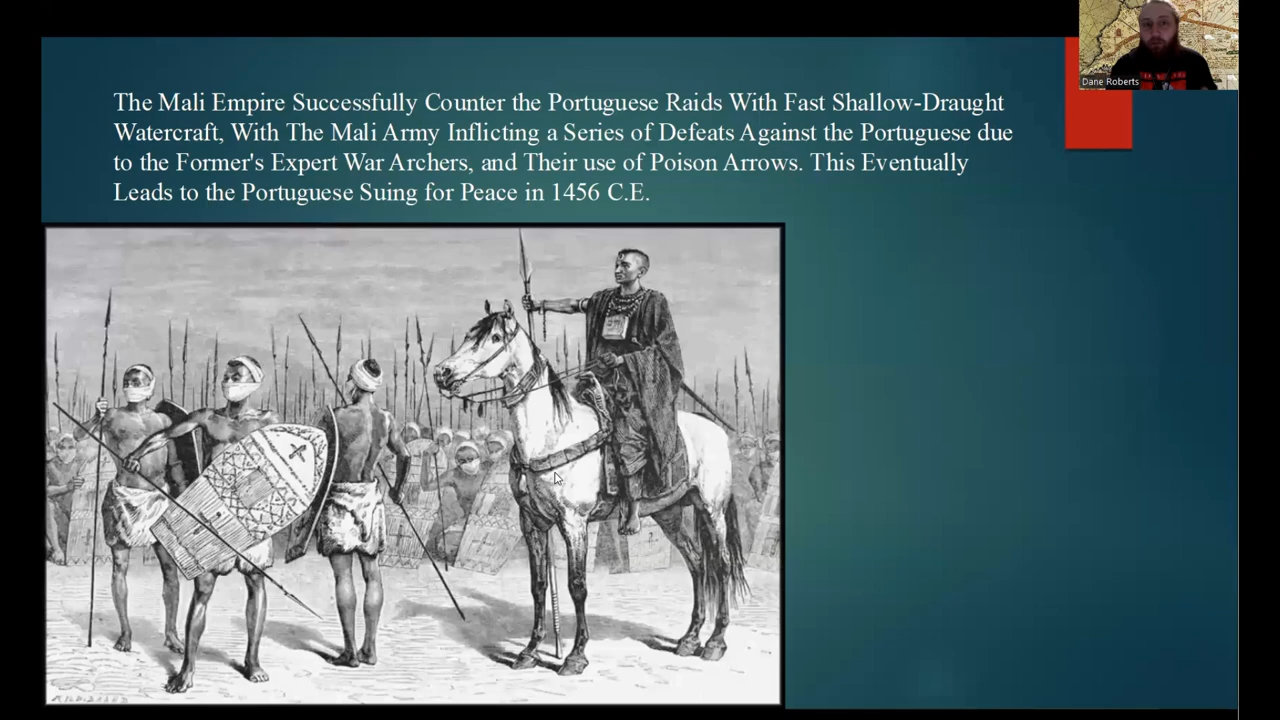 The Mali Empire Successfully Counter the Portuguese Raids With Fast Shallow-Draught
Watercraft, With The Mali Army Inflicting a Series of Defeats Against the Portuguese due
to the Former's Expert War Archers, and Their use of Poison Arrows. This Eventually
Leads to the Portuguese Suing for Peace in 1456 C.E.
Dane Roberts